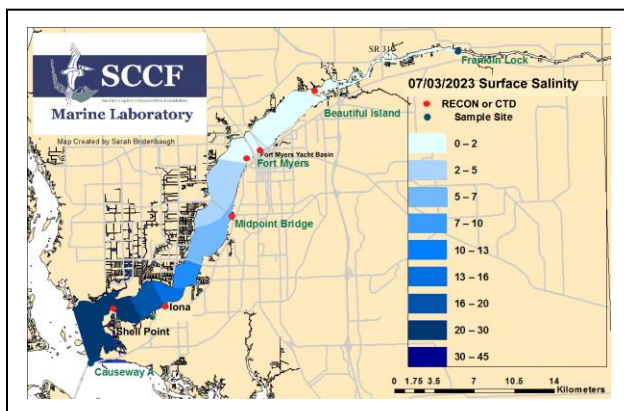 SCCF
Marine Laboratory
Map Created by Sarah Bridenbaugh
SR 31
Franklin Lock
07/03/2023 Surface Salinity
RECON or CTD
Sample Site
0 – 2
2 – 5
5 – 7
7 – 10
10 – 13
13 – 16
16 – 20
20 – 30
30 – 45
Beautiful Island
Fort Myers Yacht Basin
Fort Myers
Midpoint Bridge
Iona
Shell Point
Causeway A
0 1.75 3.5 7 10.5 14
Kilometers